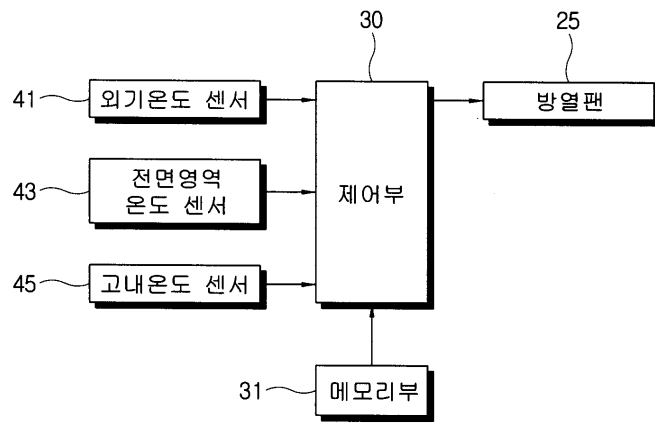 30
25
41
외기온도 센서
방열팬
43
전면영역
온도 센서
제어부
45
고내온도 센서
31
메모리부